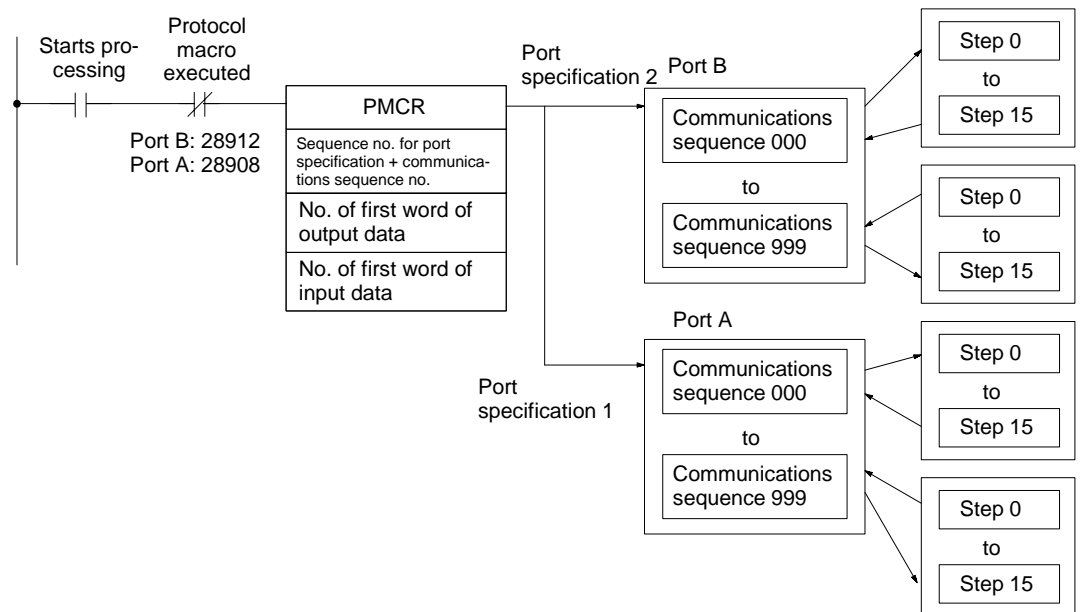 Starts pro-
cessing
Protocol
macro
executed
Port B: 28912
Port A: 28908
PMCR
Sequence no. for port
specification + communica-
tions sequence no.
No. of first word of
output data
No. of first word of
input data
Port
specification 2
Port B
Communications
sequence 000
to
Communications
sequence 999
Step 0
to
Step 15
Step 0
to
Step 15
Port
specification 1
Port A
Communications
sequence 000
to
Communications
sequence 999
Step 0
to
Step 15
Step 0
to
Step 15